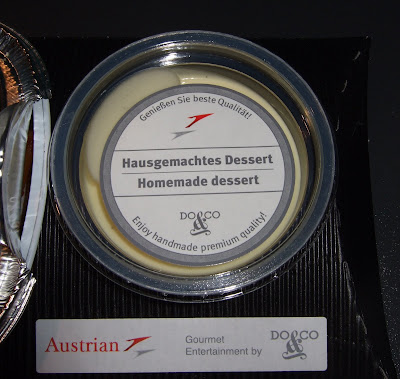 Genießen Sie beste Qualität!
Hausgemachtes Dessert
Homemade dessert
DO&CO
Enjoy handmade premium quality!
Austrian
Gourmet
Entertainment by
DO&CO